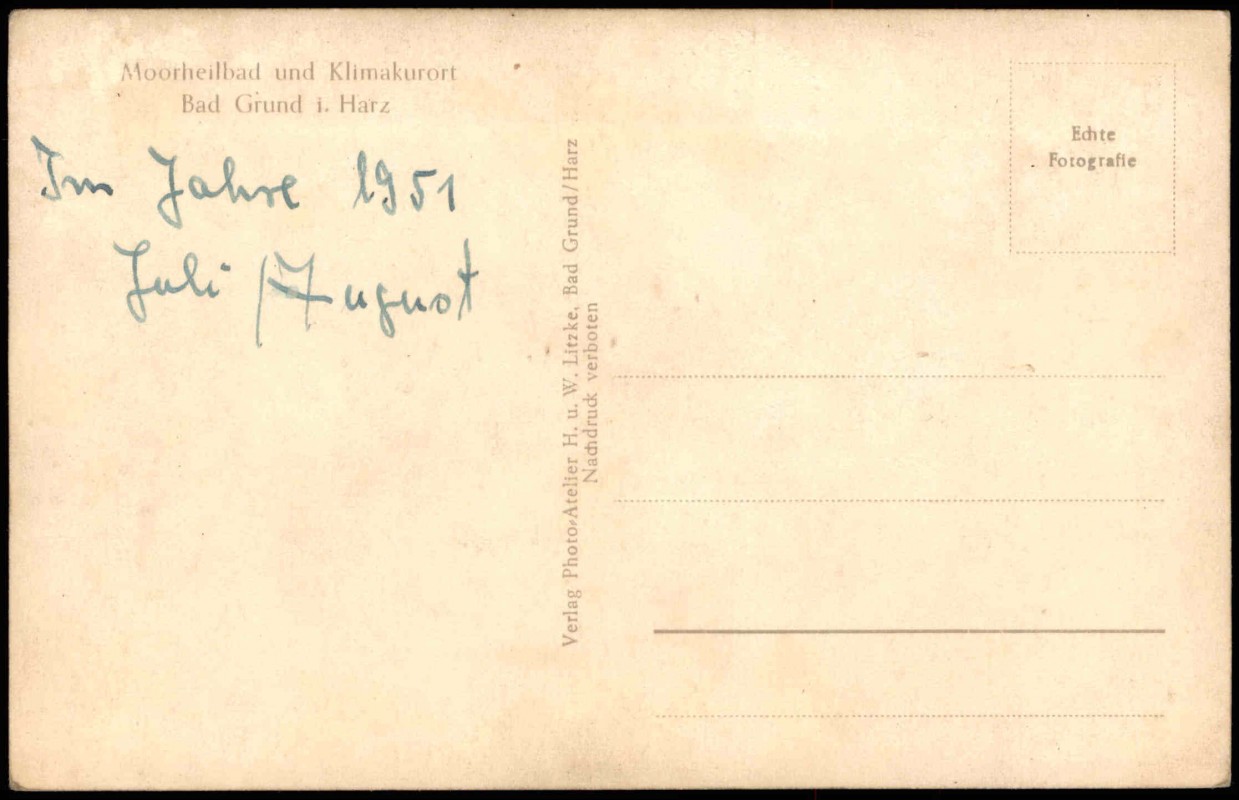 Moorheilbad und Klimakurort
Bad Grund i. Harz
Im Jahre 1951
Juli / August
Verlag Photo-Atelier H. u. W. Litzke, Bad Grund/Harz
Nachdruck verboten
Echte
Fotografie